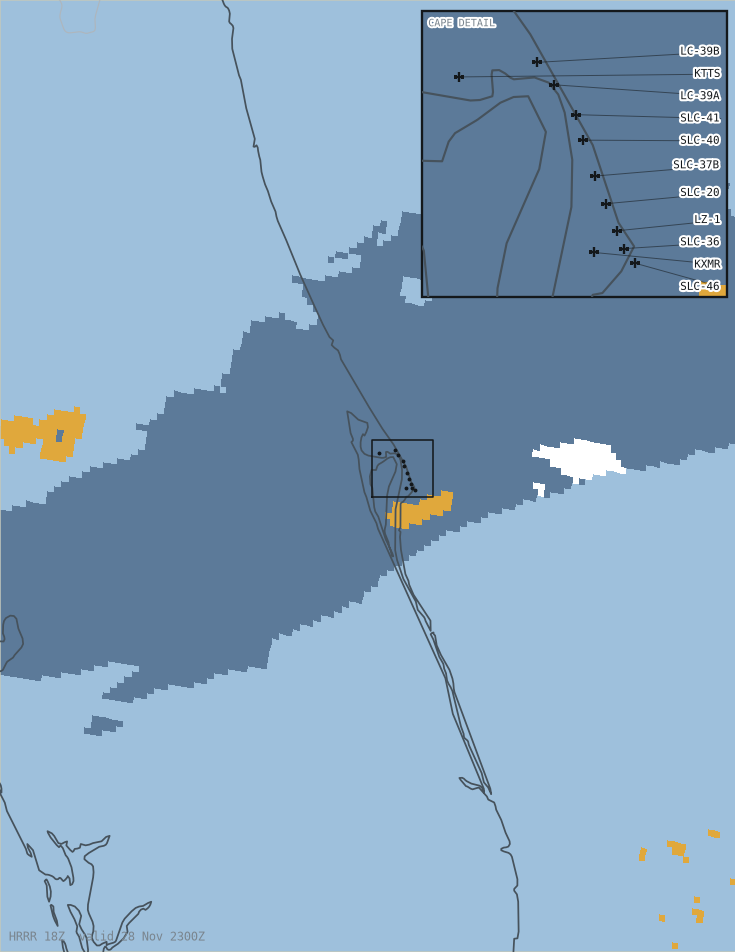 CAPE DETAIL
LC-39B
KTTS
LC-39A
SLC-41
SLC-40
SLC-37B
SLC-20
LZ-1
SLC-36
KXMR
SLC-46
HRRR 18Z valid 28 Nov 2300Z